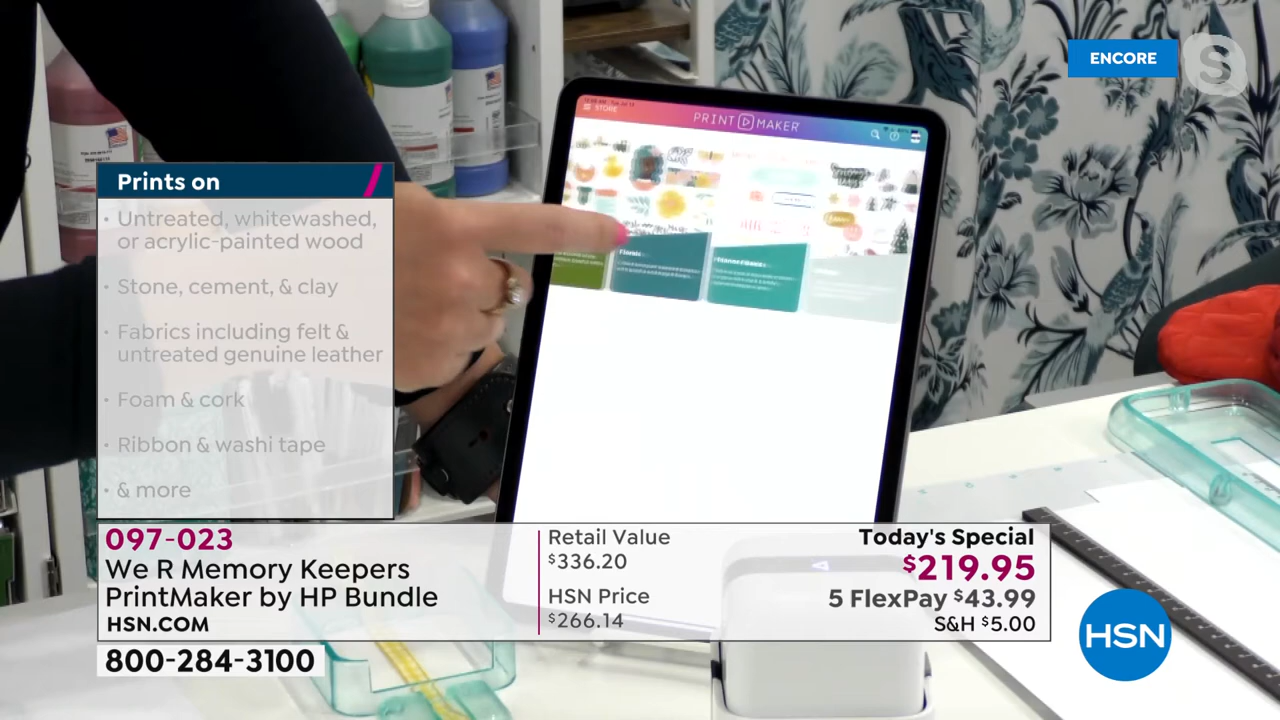 ENCORE
STORE
PRINT MAKER
Florals
Prints on
• Untreated, whitewashed,
or acrylic-painted wood
• Stone, cement, & clay
• Fabrics including felt &
untreated genuine leather
• Foam & cork
• Ribbon & washi tape
• & more
097-023
We R Memory Keepers
PrintMaker by HP Bundle
HSN.COM
Retail Value
$336.20
HSN Price
$266.14
Today's Special
$219.95
5 FlexPay $43.99
S&H $5.00
800-284-3100
HSN